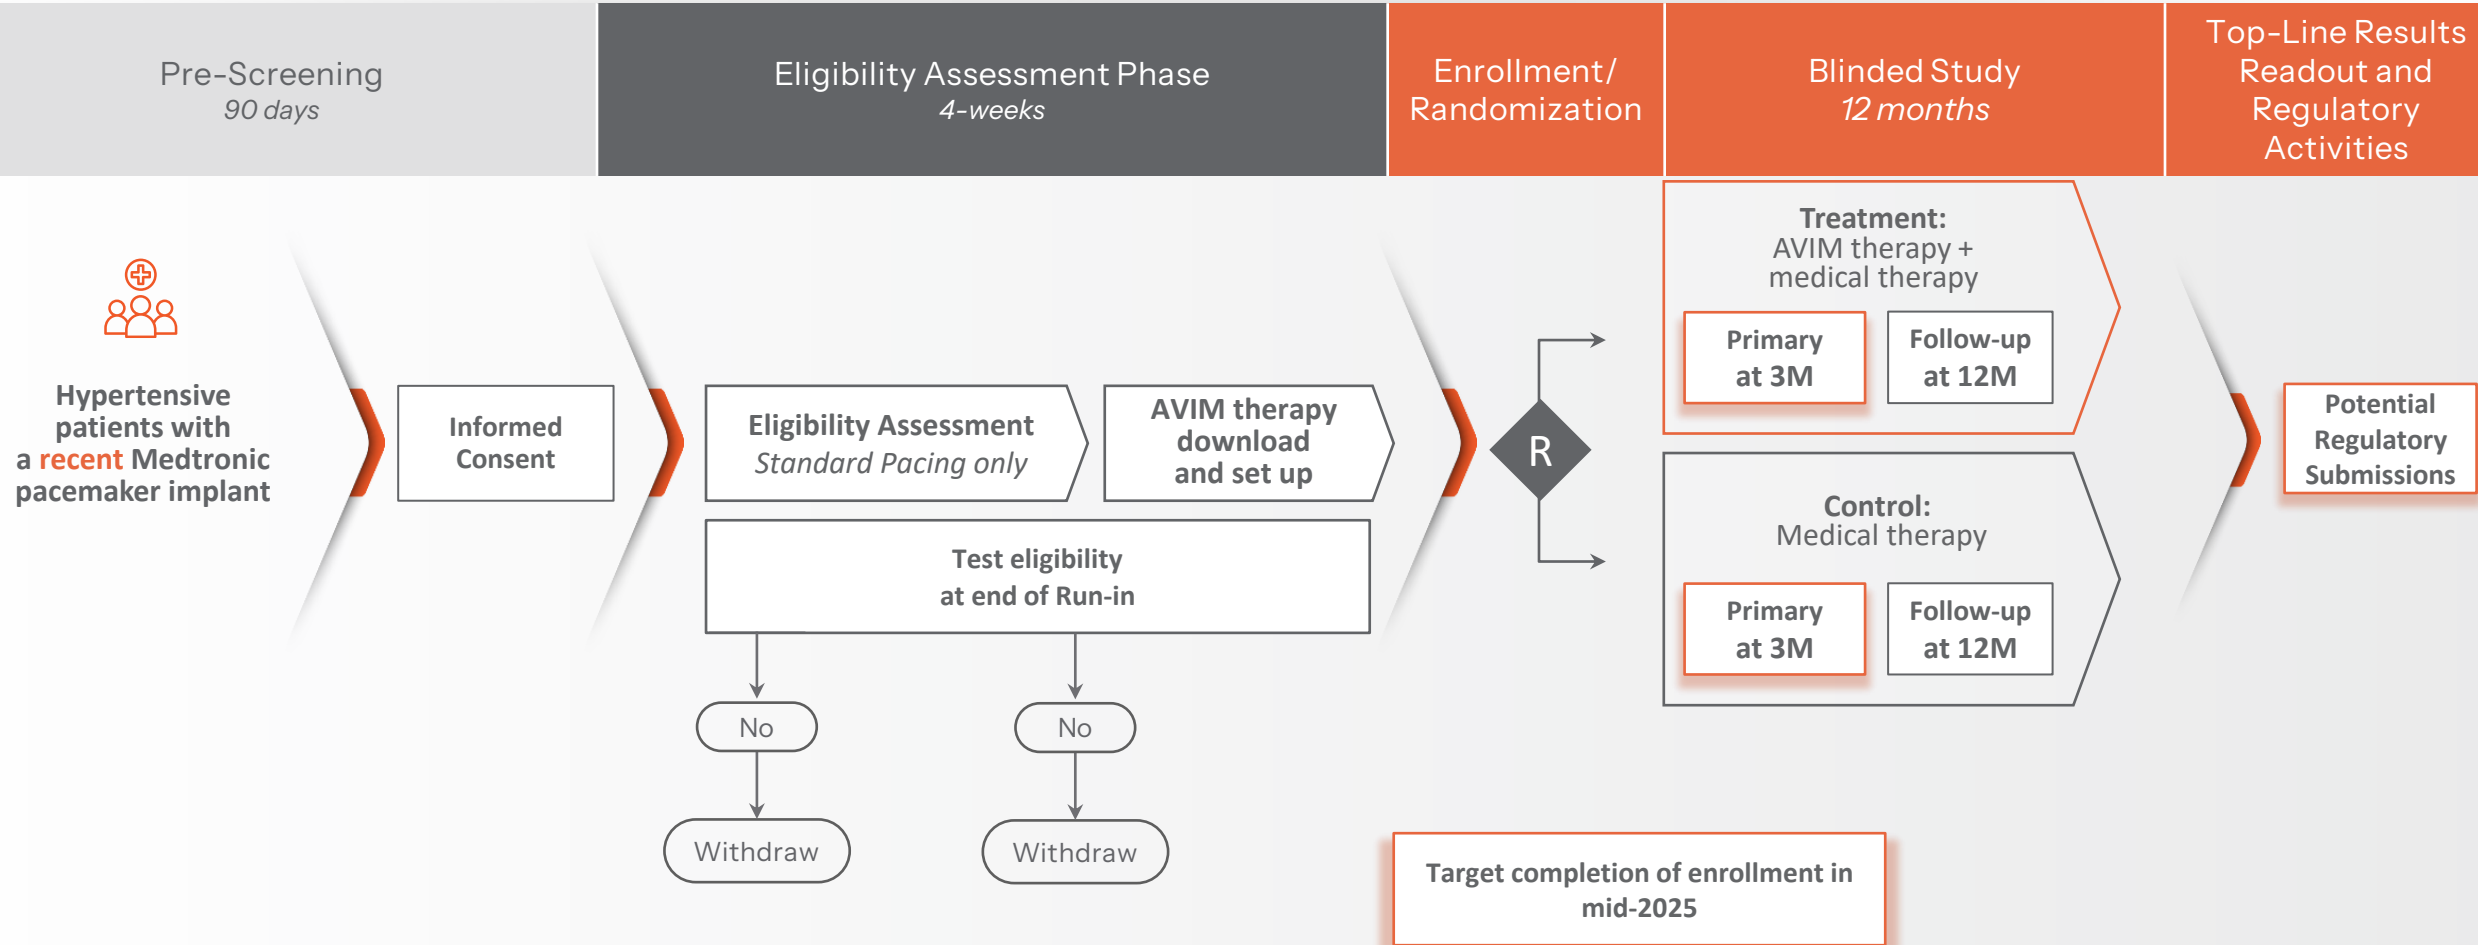 Pre-Screening
90 days
Eligibility Assessment Phase
4-weeks
Enrollment/
Randomization
Blinded Study
12 months
Top-Line Results
Readout and
Regulatory
Activities
Hypertensive
patients with
a recent Medtronic
pacemaker implant
Informed
Consent
Eligibility Assessment
Standard Pacing only
AVIM therapy
download
and set up
Test eligibility
at end of Run-in
No
No
Withdraw
Withdraw
R
Treatment:
AVIM therapy +
medical therapy
Primary
at 3M
Follow-up
at 12M
Control:
Medical therapy
Primary
at 3M
Follow-up
at 12M
Potential
Regulatory
Submissions
Target completion of enrollment in
mid-2025